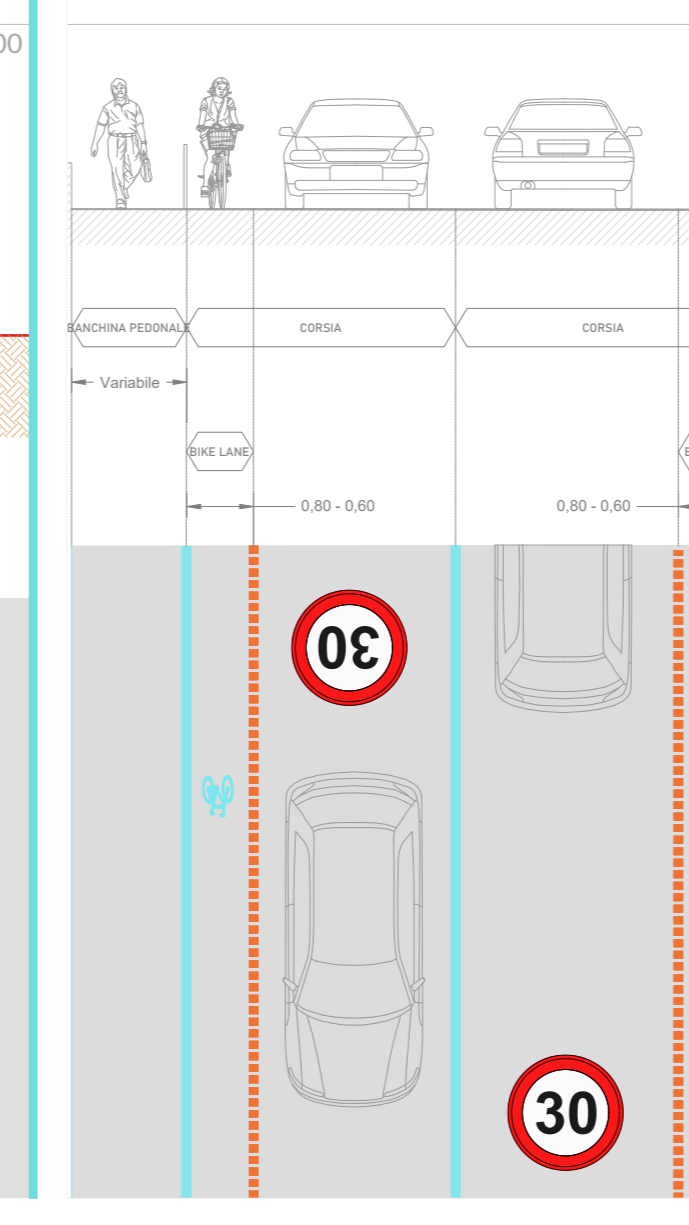 00
BANCHINA PEDONALE
CORSIA
CORSIA
Variabile
BIKE LANE
0,80 - 0,60
0,80 - 0,60
30
30